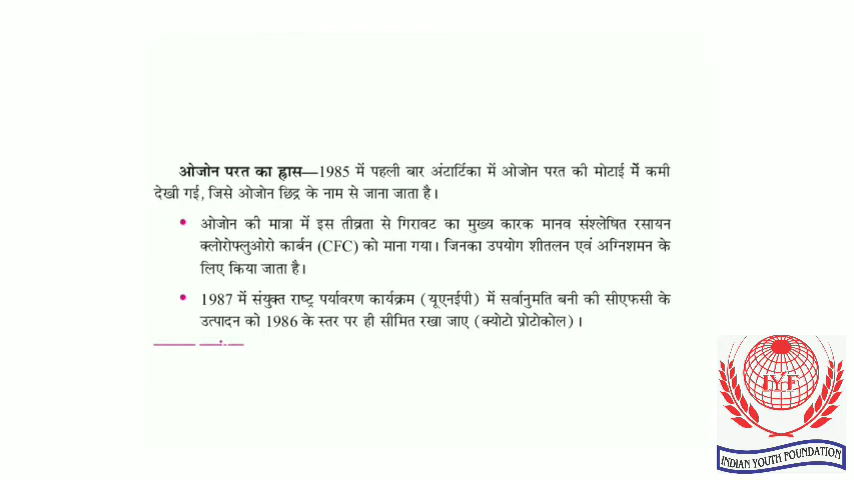 ओजोन परत का ह्रास—1985 में पहली बार अंटार्टिका में ओजोन परत की मोटाई में कमी
देखी गई, जिसे ओजोन छिद्र के नाम से जाना जाता है।
• ओजोन की मात्रा में इस तीव्रता से गिरावट का मुख्य कारक मानव संश्लेषित रसायन
क्लोरोफ्लुओरो कार्बन (CFC) को माना गया। जिनका उपयोग शीतलन एवं अग्निशमन के
लिए किया जाता है।
• 1987 में संयुक्त राष्ट्र पर्यावरण कार्यक्रम (यूएनईपी) में सर्वानुमति बनी की सीएफसी के
उत्पादन को 1986 के स्तर पर ही सीमित रखा जाए (क्योटो प्रोटोकोल)।
IYF
INDIAN YOUTH FOUNDATION